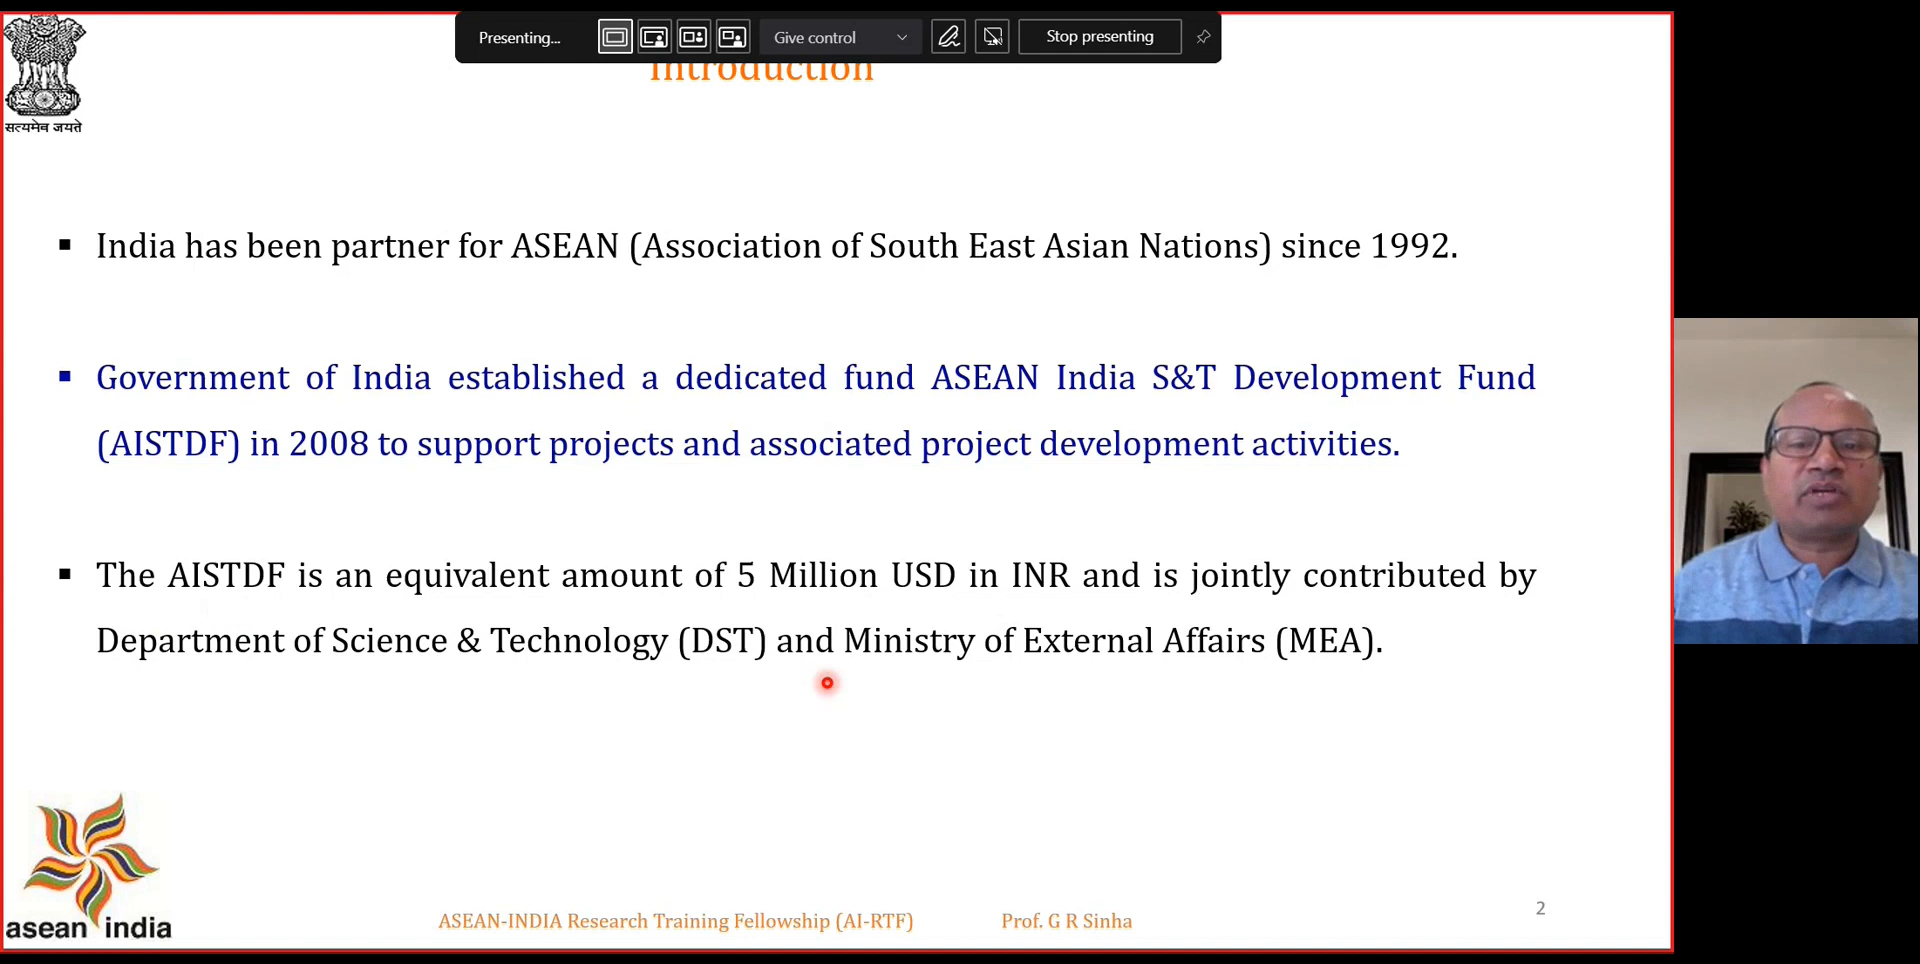 Presenting...
Give control
Stop presenting
Introduction
सत्यमेव जयते
▪ India has been partner for ASEAN (Association of South East Asian Nations) since 1992.
▪ Government of India established a dedicated fund ASEAN India S&T Development Fund
(AISTDF) in 2008 to support projects and associated project development activities.
▪ The AISTDF is an equivalent amount of 5 Million USD in INR and is jointly contributed by
Department of Science & Technology (DST) and Ministry of External Affairs (MEA).
asean india
ASEAN-INDIA Research Training Fellowship (AI-RTF) Prof. G R Sinha
2